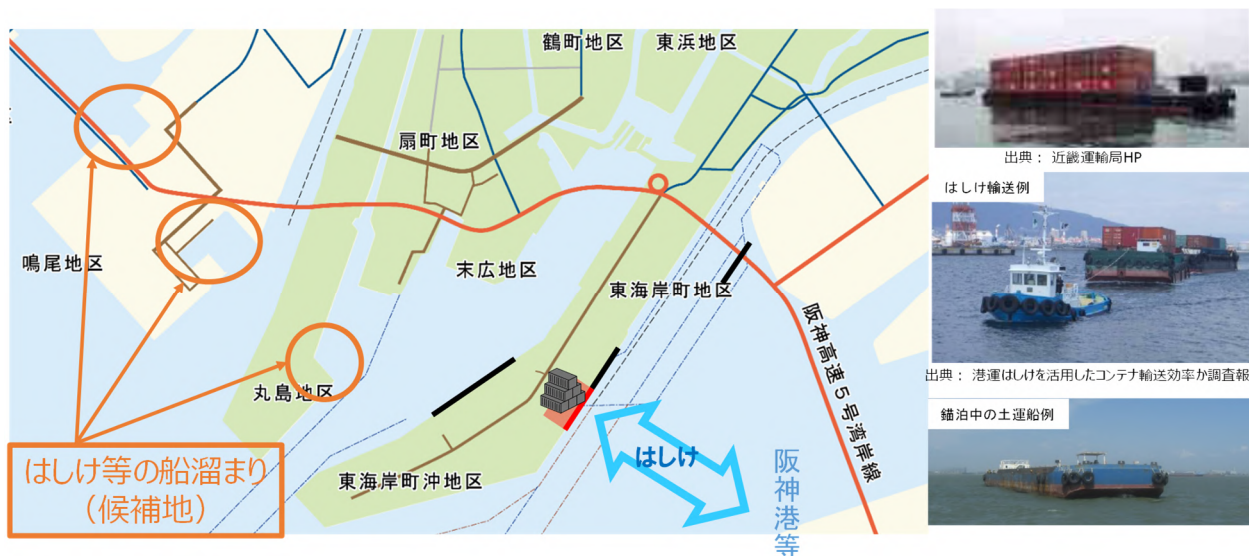 鶴町地区
東浜地区
扇町地区
鳴尾地区
末広地区
東海岸町地区
丸島地区
東海岸町沖地区
阪神高速5号湾岸線
はしけ
阪神港等
はしけ等の船溜まり
（候補地）
出典： 近畿運輸局HP
はしけ輸送例
出典： 港運はしけを活用したコンテナ輸送効率か調査報
錨泊中の土運船例